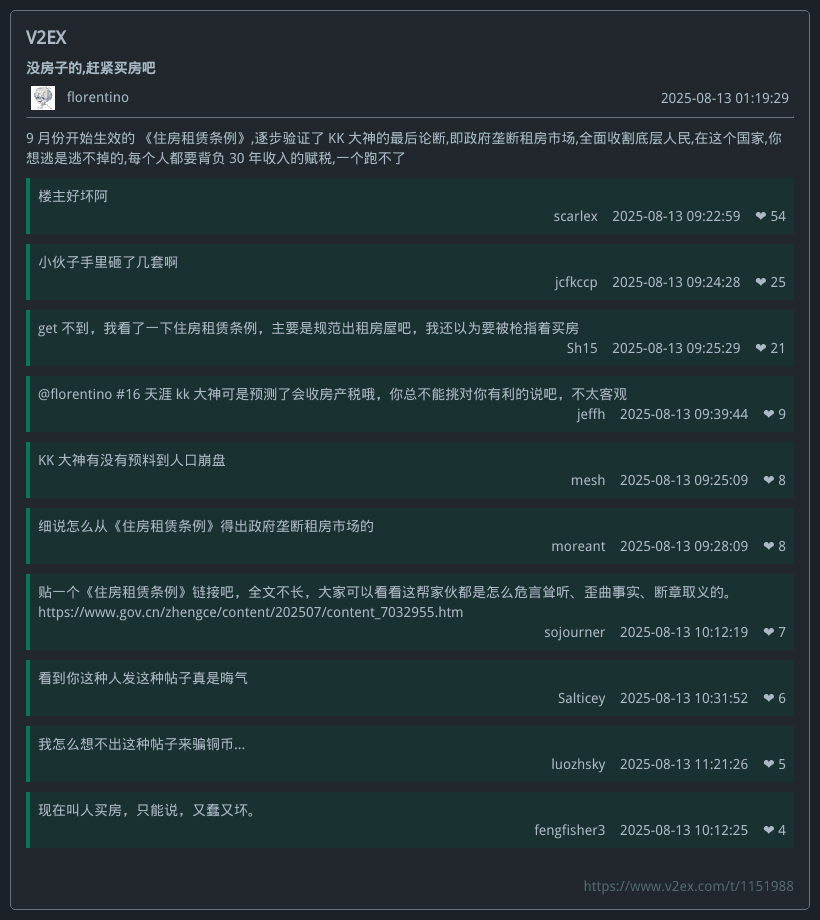 V2EX
没房子的,赶紧买房吧
florentino 2025-08-13 01:19:29
9 月份开始生效的 《住房租赁条例》,逐步验证了 KK 大神的最后论断,即政府垄断租房市场,全面收割底层人民,在这个国家,你
想逃是逃不掉的,每个人都要背负 30 年收入的赋税,一个跑不了
楼主好坏阿
scarlex 2025-08-13 09:22:59 ❤ 54
小伙子手里砸了几套啊
jcfkccp 2025-08-13 09:24:28 ❤ 25
get 不到，我看了一下住房租赁条例，主要是规范出租房屋吧，我还以为要被枪指着买房
Sh15 2025-08-13 09:25:29 ❤ 21
@florentino #16 天涯 kk 大神可是预测了会收房产税哦，你总不能挑对你有利的说吧，不太客观
jeffh 2025-08-13 09:39:44 ❤ 9
KK 大神有没有预料到人口崩盘
mesh 2025-08-13 09:25:09 ❤ 8
细说怎么从《住房租赁条例》得出政府垄断租房市场的
moreant 2025-08-13 09:28:09 ❤ 8
贴一个《住房租赁条例》链接吧，全文不长，大家可以看看这帮家伙都是怎么危言耸听、歪曲事实、断章取义的。
https://www.gov.cn/zhengce/content/202507/content_7032955.htm
sojourner 2025-08-13 10:12:19 ❤ 7
看到你这种人发这种帖子真是晦气
Salticey 2025-08-13 10:31:52 ❤ 6
我怎么想不出这种帖子来骗铜币...
luozhsky 2025-08-13 11:21:26 ❤ 5
现在叫人买房，只能说，又蠢又坏。
fengfisher3 2025-08-13 10:12:25 ❤ 4
https://www.v2ex.com/t/1151988